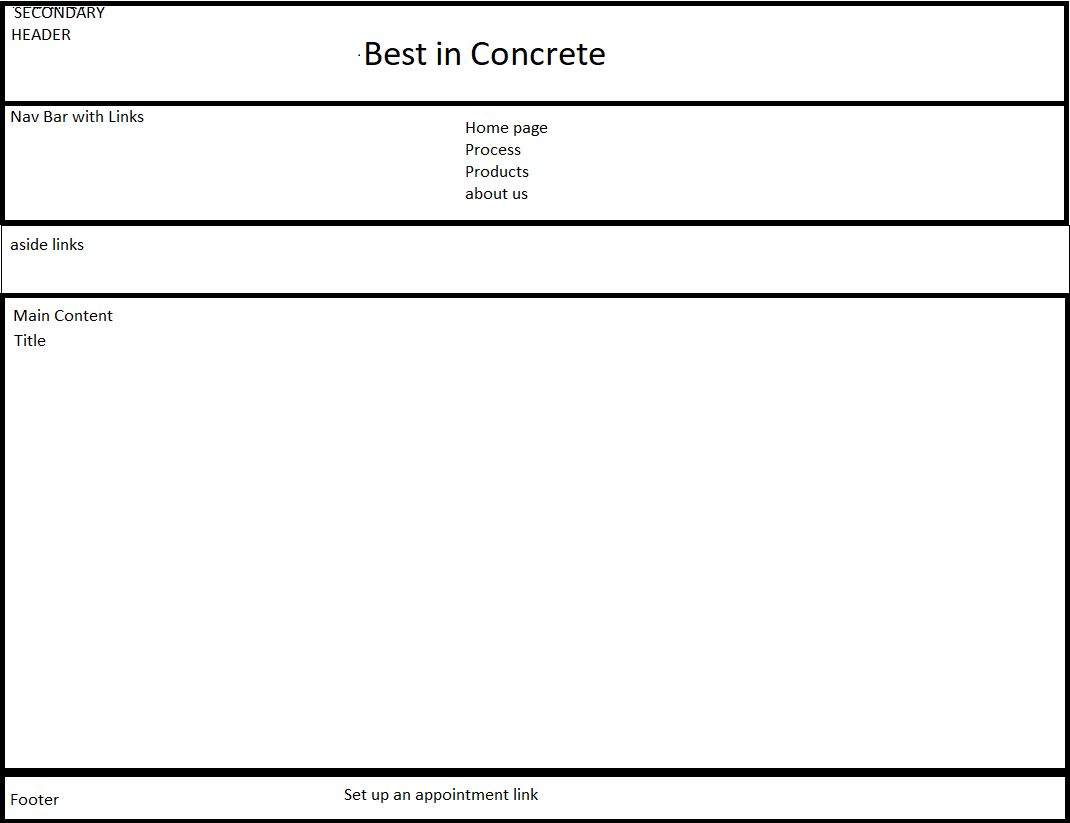 SECONDARY
HEADER
Best in Concrete
Nav Bar with Links
Home page
Process
Products
about us
aside links
Main Content
Title
Footer
Set up an appointment link